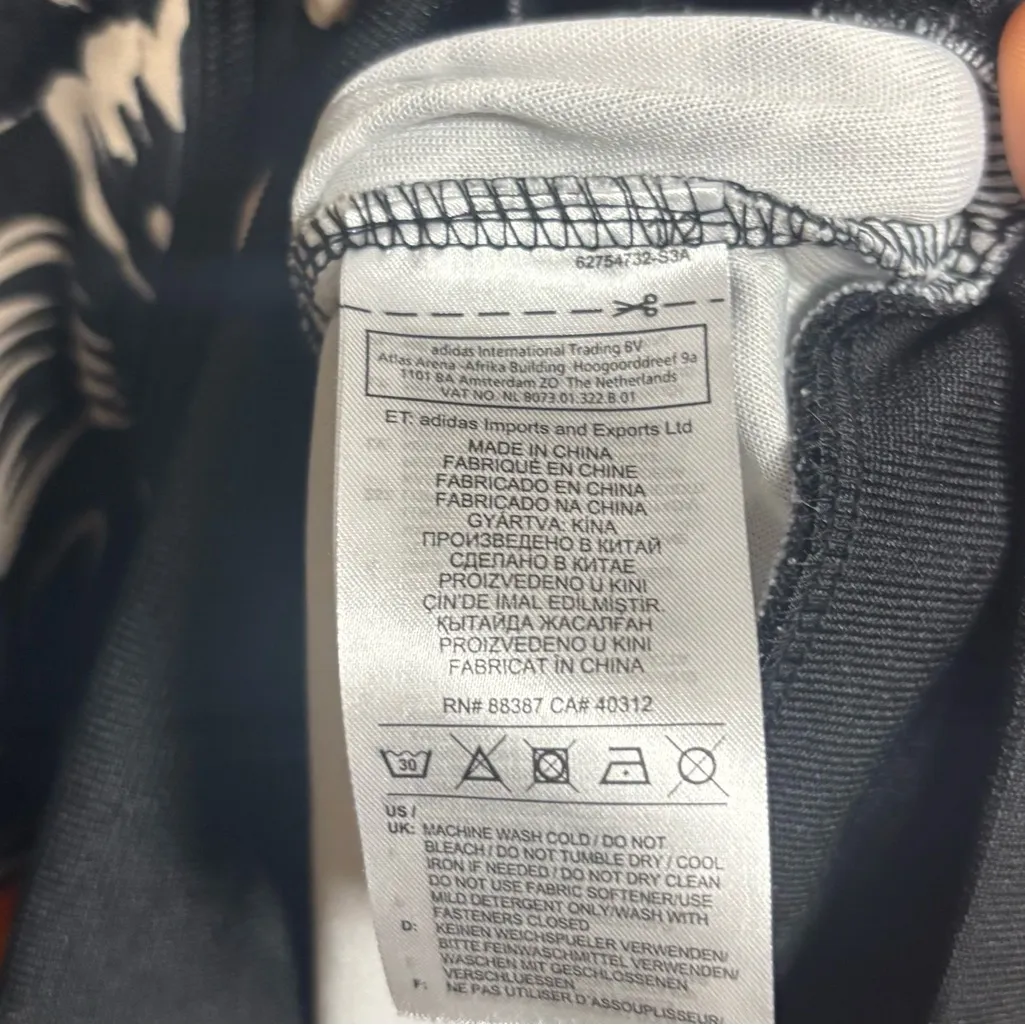 62754732-S3A
adidas International Trading BV
Atlas Arena -Afrika Building Hoogoorddreef 9a
1101 BA Amsterdam ZO The Netherlands
VAT NO. NL 8073.01.322.B.01
ET: adidas Imports and Exports Ltd
MADE IN CHINA
FABRIQUÉ EN CHINE
FABRICADO EN CHINA
FABRICADO NA CHINA
GYÁRTVA: KÍNA
ПРОИЗВЕДЕНО В КИТАЙ
СДЕЛАНО В КИТАЕ
PROIZVEDENO U KINI
ÇİN'DE İMAL EDİLMİŞTİR.
ҚЫТАЙДА ЖАСАЛҒАН
PROIZVEDENO U KINI
FABRICAT ÎN CHINA
RN# 88387 CA# 40312
30
US /
UK: MACHINE WASH COLD / DO NOT
BLEACH / DO NOT TUMBLE DRY / COOL
IRON IF NEEDED / DO NOT DRY CLEAN
DO NOT USE FABRIC SOFTENER/USE
MILD DETERGENT ONLY/WASH WITH
FASTENERS CLOSED
D: KEINEN WEICHSPUELER VERWENDEN/
BITTE FEINWASCHMITTEL VERWENDEN/
WASCHEN MIT GESCHLOSSENEN
VERSCHLUESSEN
F: NE PAS UTILISER D'ASSOUPLISSEUR/